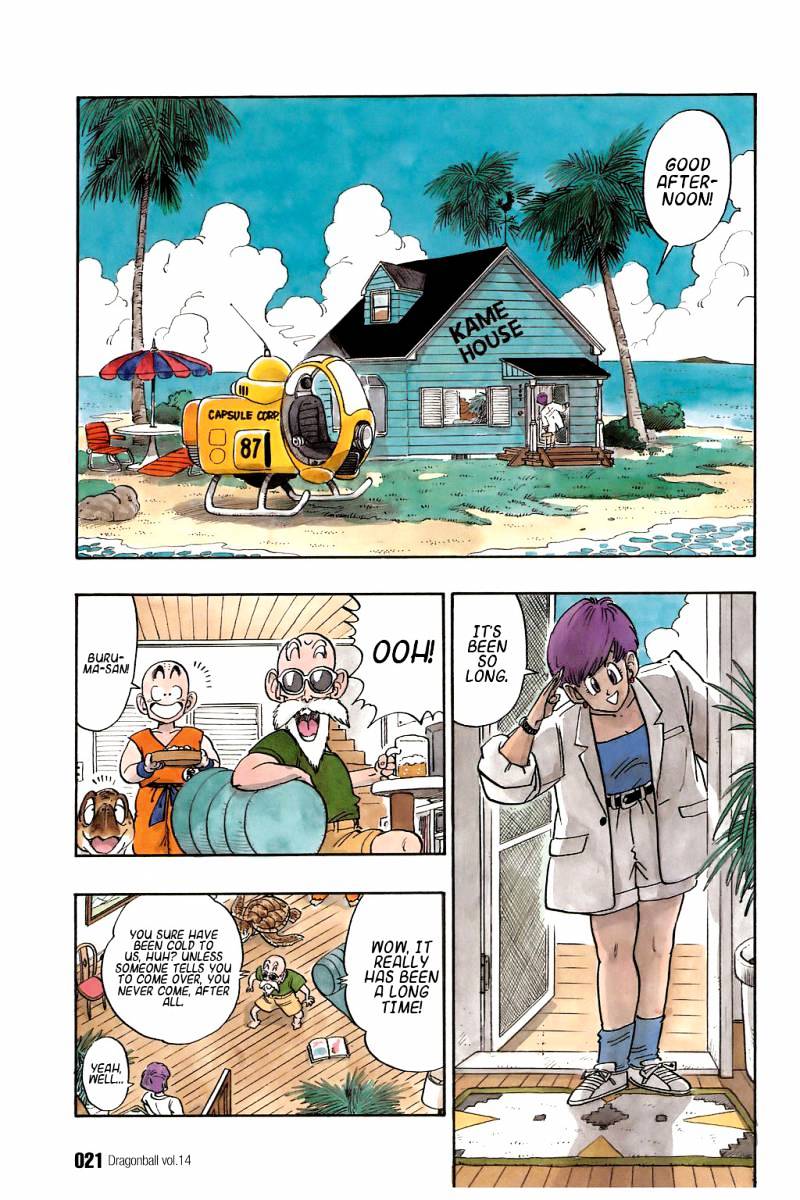 GOOD
AFTER-
NOON!
KAME
HOUSE
CAPSULE CORP.
87
BURU-
MA-SAN!
OOH!
IT'S
BEEN
SO
LONG.
YOU SURE HAVE
BEEN COLD TO
US, HUH? UNLESS
SOMEONE TELLS YOU
TO COME OVER, YOU
NEVER COME, AFTER
ALL.
WOW, IT
REALLY
HAS BEEN
A LONG
TIME!
YEAH,
WELL...
021 Dragonball vol.14